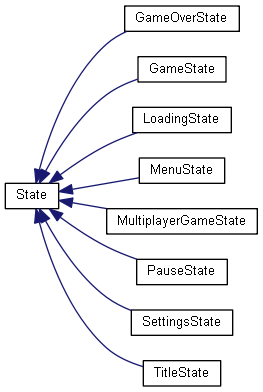 GameOverState
GameState
LoadingState
MenuState
State
MultiplayerGameState
PauseState
SettingsState
TitleState